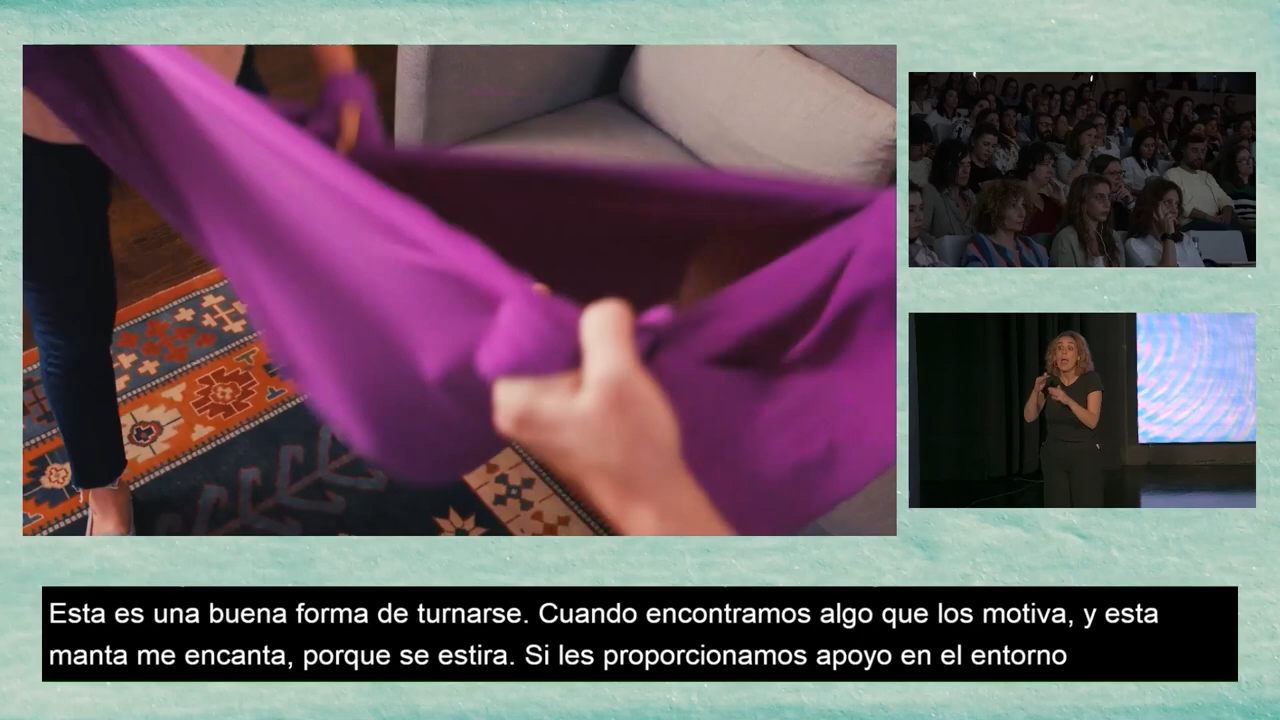 Esta es una buena forma de turnarse. Cuando encontramos algo que los motiva, y esta
manta me encanta, porque se estira. Si les proporcionamos apoyo en el entorno